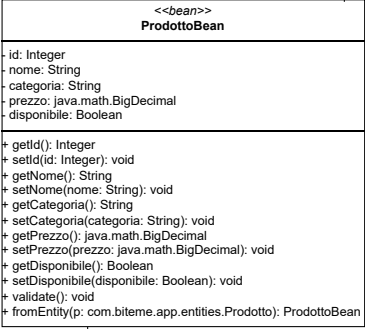 <<bean>>
ProdottoBean
- id: Integer
- nome: String
- categoria: String
- prezzo: java.math.BigDecimal
- disponibile: Boolean
+ getId(): Integer
+ setId(id: Integer): void
+ getNome(): String
+ setNome(nome: String): void
+ getCategoria(): String
+ setCategoria(categoria: String): void
+ getPrezzo(): java.math.BigDecimal
+ setPrezzo(prezzo: java.math.BigDecimal): void
+ getDisponibile(): Boolean
+ setDisponibile(disponibile: Boolean): void
+ validate(): void
+ fromEntity(p: com.biteme.app.entities.Prodotto): ProdottoBean